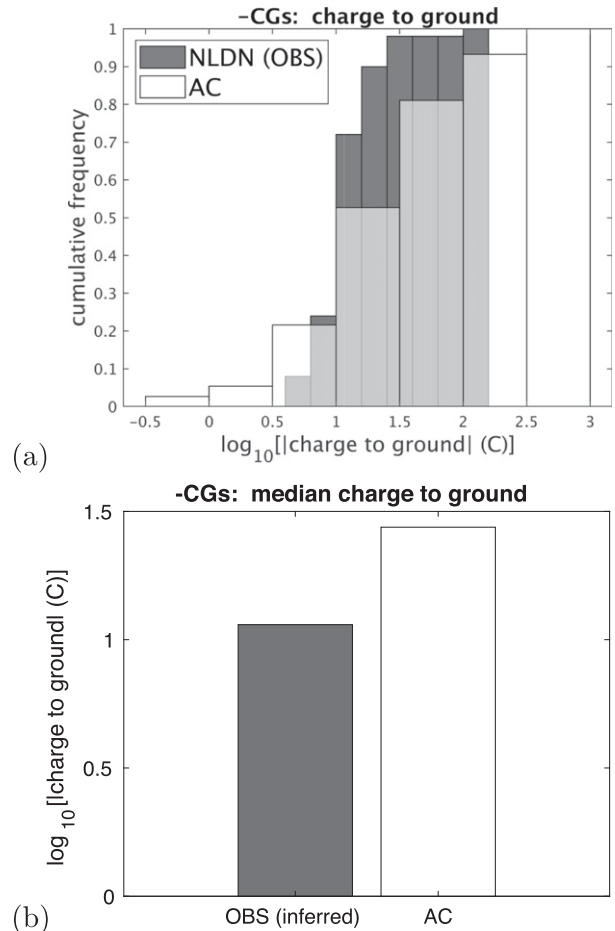 -CGs: charge to ground
NLDN (OBS)
AC
cumulative frequency
1
0.9
0.8
0.7
0.6
0.5
0.4
0.3
0.2
0.1
0
-0.5 0 0.5 1 1.5 2 2.5 3
log10[|charge to ground| (C)]
(a)
-CGs: median charge to ground
log10[|charge to ground| (C)]
1.5
1
0.5
0
OBS (inferred) AC
(b)